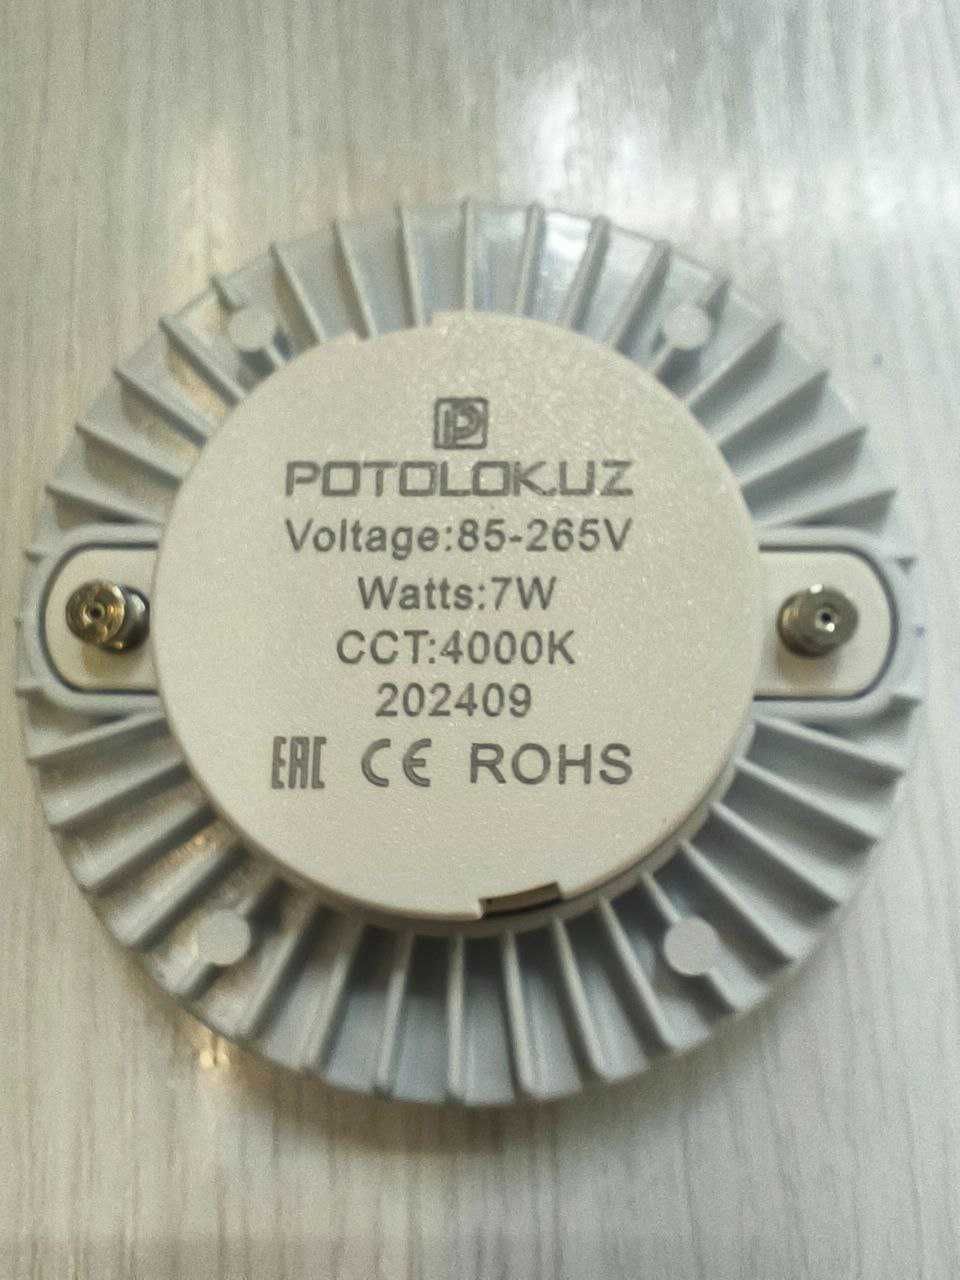 POTOLOK.UZ
Voltage:85-265V
Watts:7W
CCT:4000K
202409
EAC CE ROHS